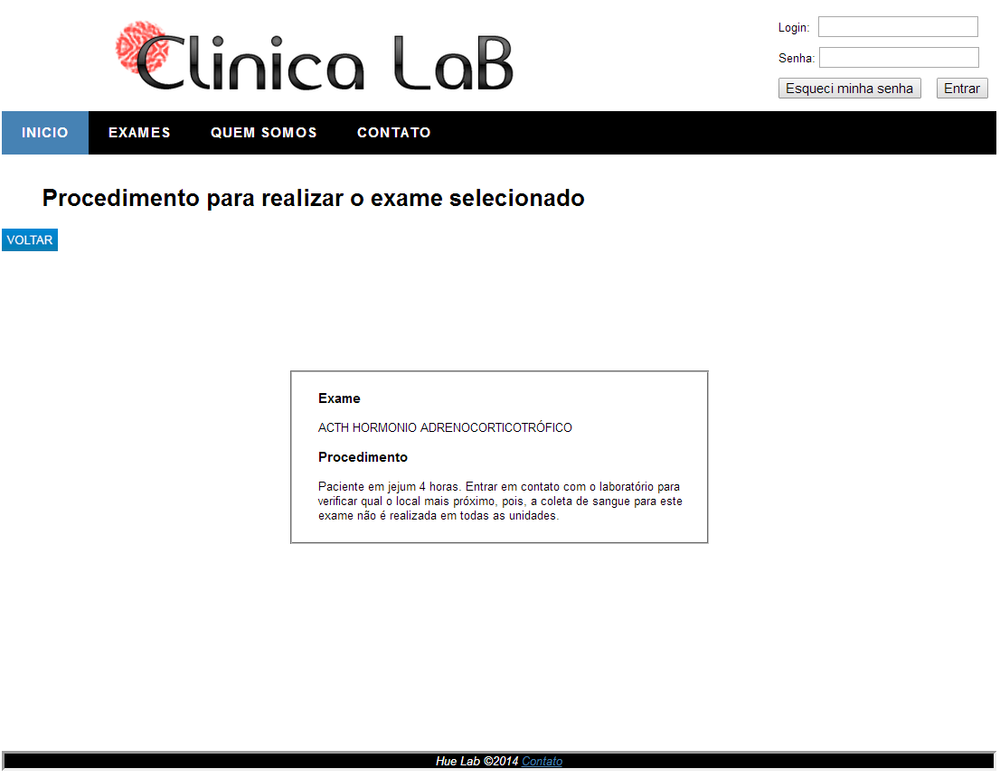 Clinica LaB
Login:
Senha:
Esqueci minha senha Entrar
INICIO EXAMES QUEM SOMOS CONTATO
Procedimento para realizar o exame selecionado
VOLTAR
Exame
ACTH HORMONIO ADRENOCORTICOTRÓFICO
Procedimento
Paciente em jejum 4 horas. Entrar em contato com o laboratório para
verificar qual o local mais próximo, pois, a coleta de sangue para este
exame não é realizada em todas as unidades.
Hue Lab ©2014 Contato